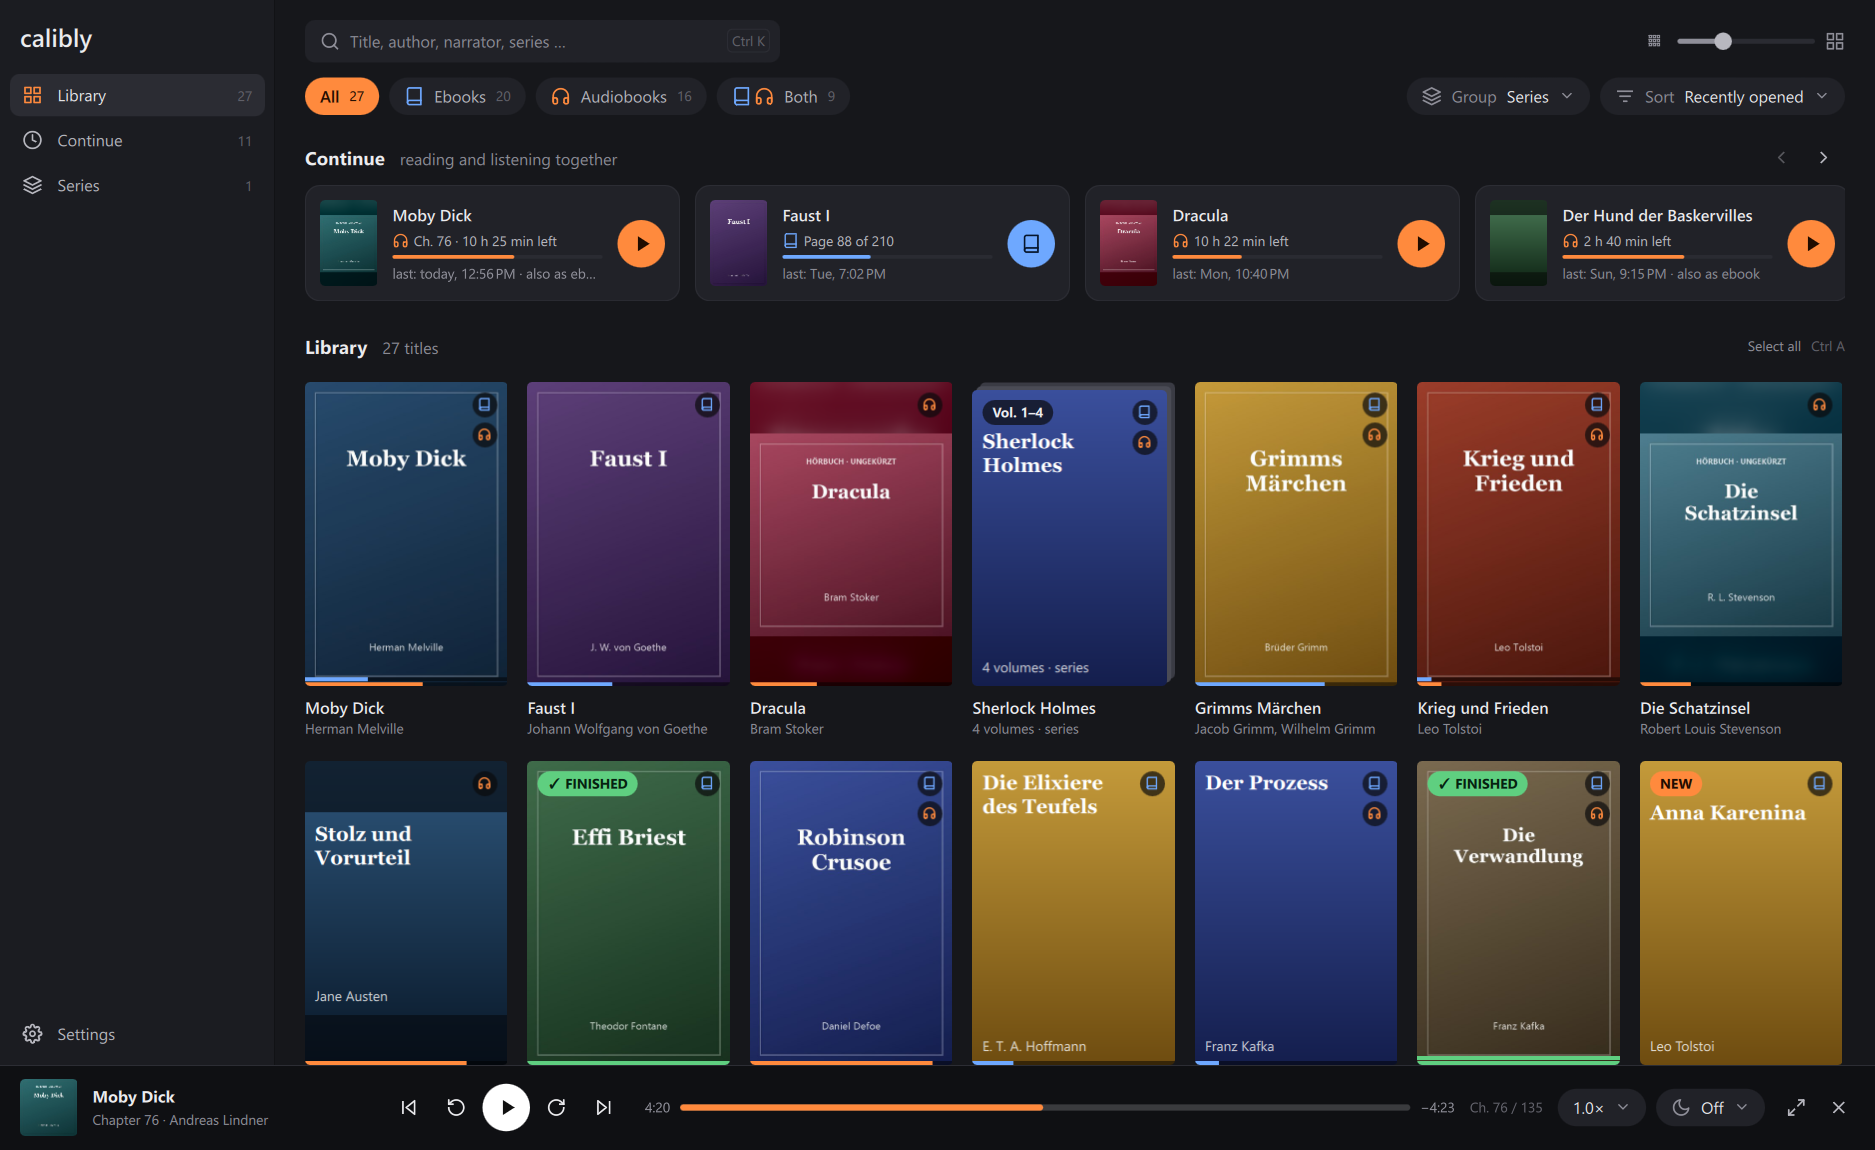 calibly
Library 27
Continue 11
Series 1
Settings
Title, author, narrator, series ... Ctrl K
All 27 Ebooks 20 Audiobooks 16 Both 9 Group Series Sort Recently opened
Continue reading and listening together
Moby Dick
Moby Dick
Ch. 76 · 10 h 25 min left
last: today, 12:56 PM · also as eb...
Faust I
Faust I
Page 88 of 210
last: Tue, 7:02 PM
Dracula
Dracula
10 h 22 min left
last: Mon, 10:40 PM
Der Hund der Baskervilles
2 h 40 min left
last: Sun, 9:15 PM · also as ebook
Library 27 titles Select all Ctrl A
Moby Dick
Herman Melville
Moby Dick
Herman Melville
Faust I
J. W. von Goethe
Faust I
Johann Wolfgang von Goethe
HÖRBUCH · UNGEKÜRZT
Dracula
Bram Stoker
Dracula
Bram Stoker
Vol. 1–4
Sherlock
Holmes
4 volumes · series
Sherlock Holmes
4 volumes · series
Grimms
Märchen
Brüder Grimm
Grimms Märchen
Jacob Grimm, Wilhelm Grimm
Krieg und
Frieden
Leo Tolstoi
Krieg und Frieden
Leo Tolstoi
HÖRBUCH · UNGEKÜRZT
Die
Schatzinsel
R. L. Stevenson
Die Schatzinsel
Robert Louis Stevenson
Stolz und
Vorurteil
Jane Austen
✓ FINISHED
Effi Briest
Theodor Fontane
Robinson
Crusoe
Daniel Defoe
Die Elixiere
des Teufels
E. T. A. Hoffmann
Der Prozess
Franz Kafka
✓ FINISHED
Die
Verwandlung
Franz Kafka
NEW
Anna Karenina
Leo Tolstoi
Moby Dick
Moby Dick
Chapter 76 · Andreas Lindner
4:20 −4:23 Ch. 76 / 135 1.0× Off